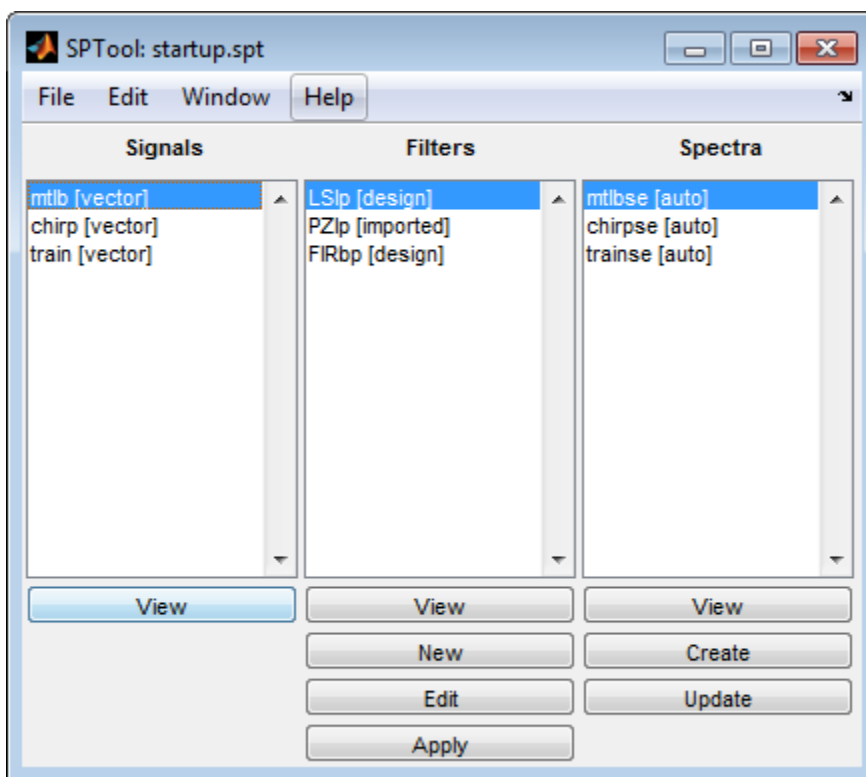 SPTool: startup.spt
File Edit Window Help
Signals Filters Spectra
mtlb [vector] LSlp [design] mtlbse [auto]
chirp [vector] PZlp [imported] chirpse [auto]
train [vector] FIRbp [design] trainse [auto]
View View View
New Create
Edit Update
Apply